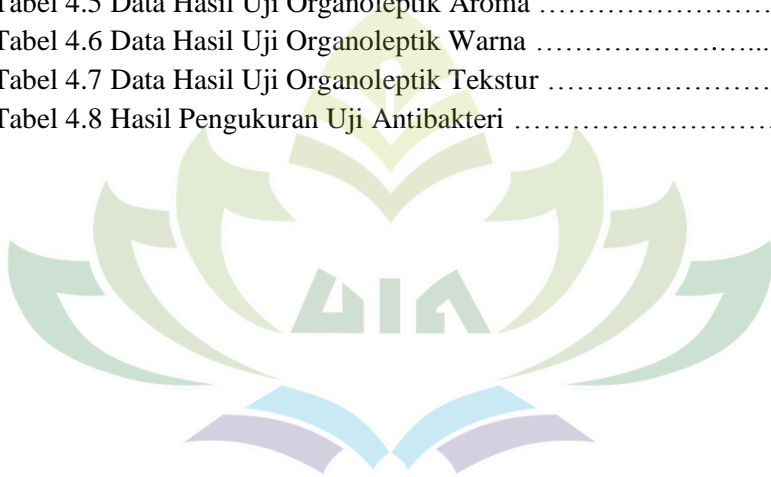 Tabel 4.5 Data Hasil Uji Organoleptik Aroma ……………………
Tabel 4.6 Data Hasil Uji Organoleptik Warna ……………….…...
Tabel 4.7 Data Hasil Uji Organoleptik Tekstur ………………….
Tabel 4.8 Hasil Pengukuran Uji Antibakteri ……………………
UIN